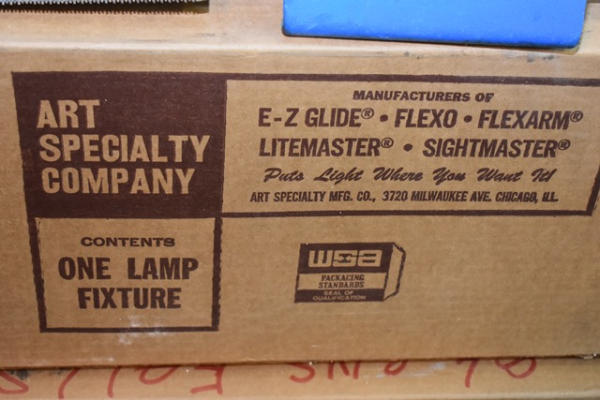 ART
SPECIALTY
COMPANY
MANUFACTURERS OF
E-Z GLIDE® • FLEXO • FLEXARM®
LITEMASTER® • SIGHTMASTER®
Puts Light Where You Want It!
ART SPECIALTY MFG. CO., 3720 MILWAUKEE AVE. CHICAGO, ILL.
CONTENTS
ONE LAMP
FIXTURE
PACKAGING
STANDARDS
SEAL OF
QUALIFICATION